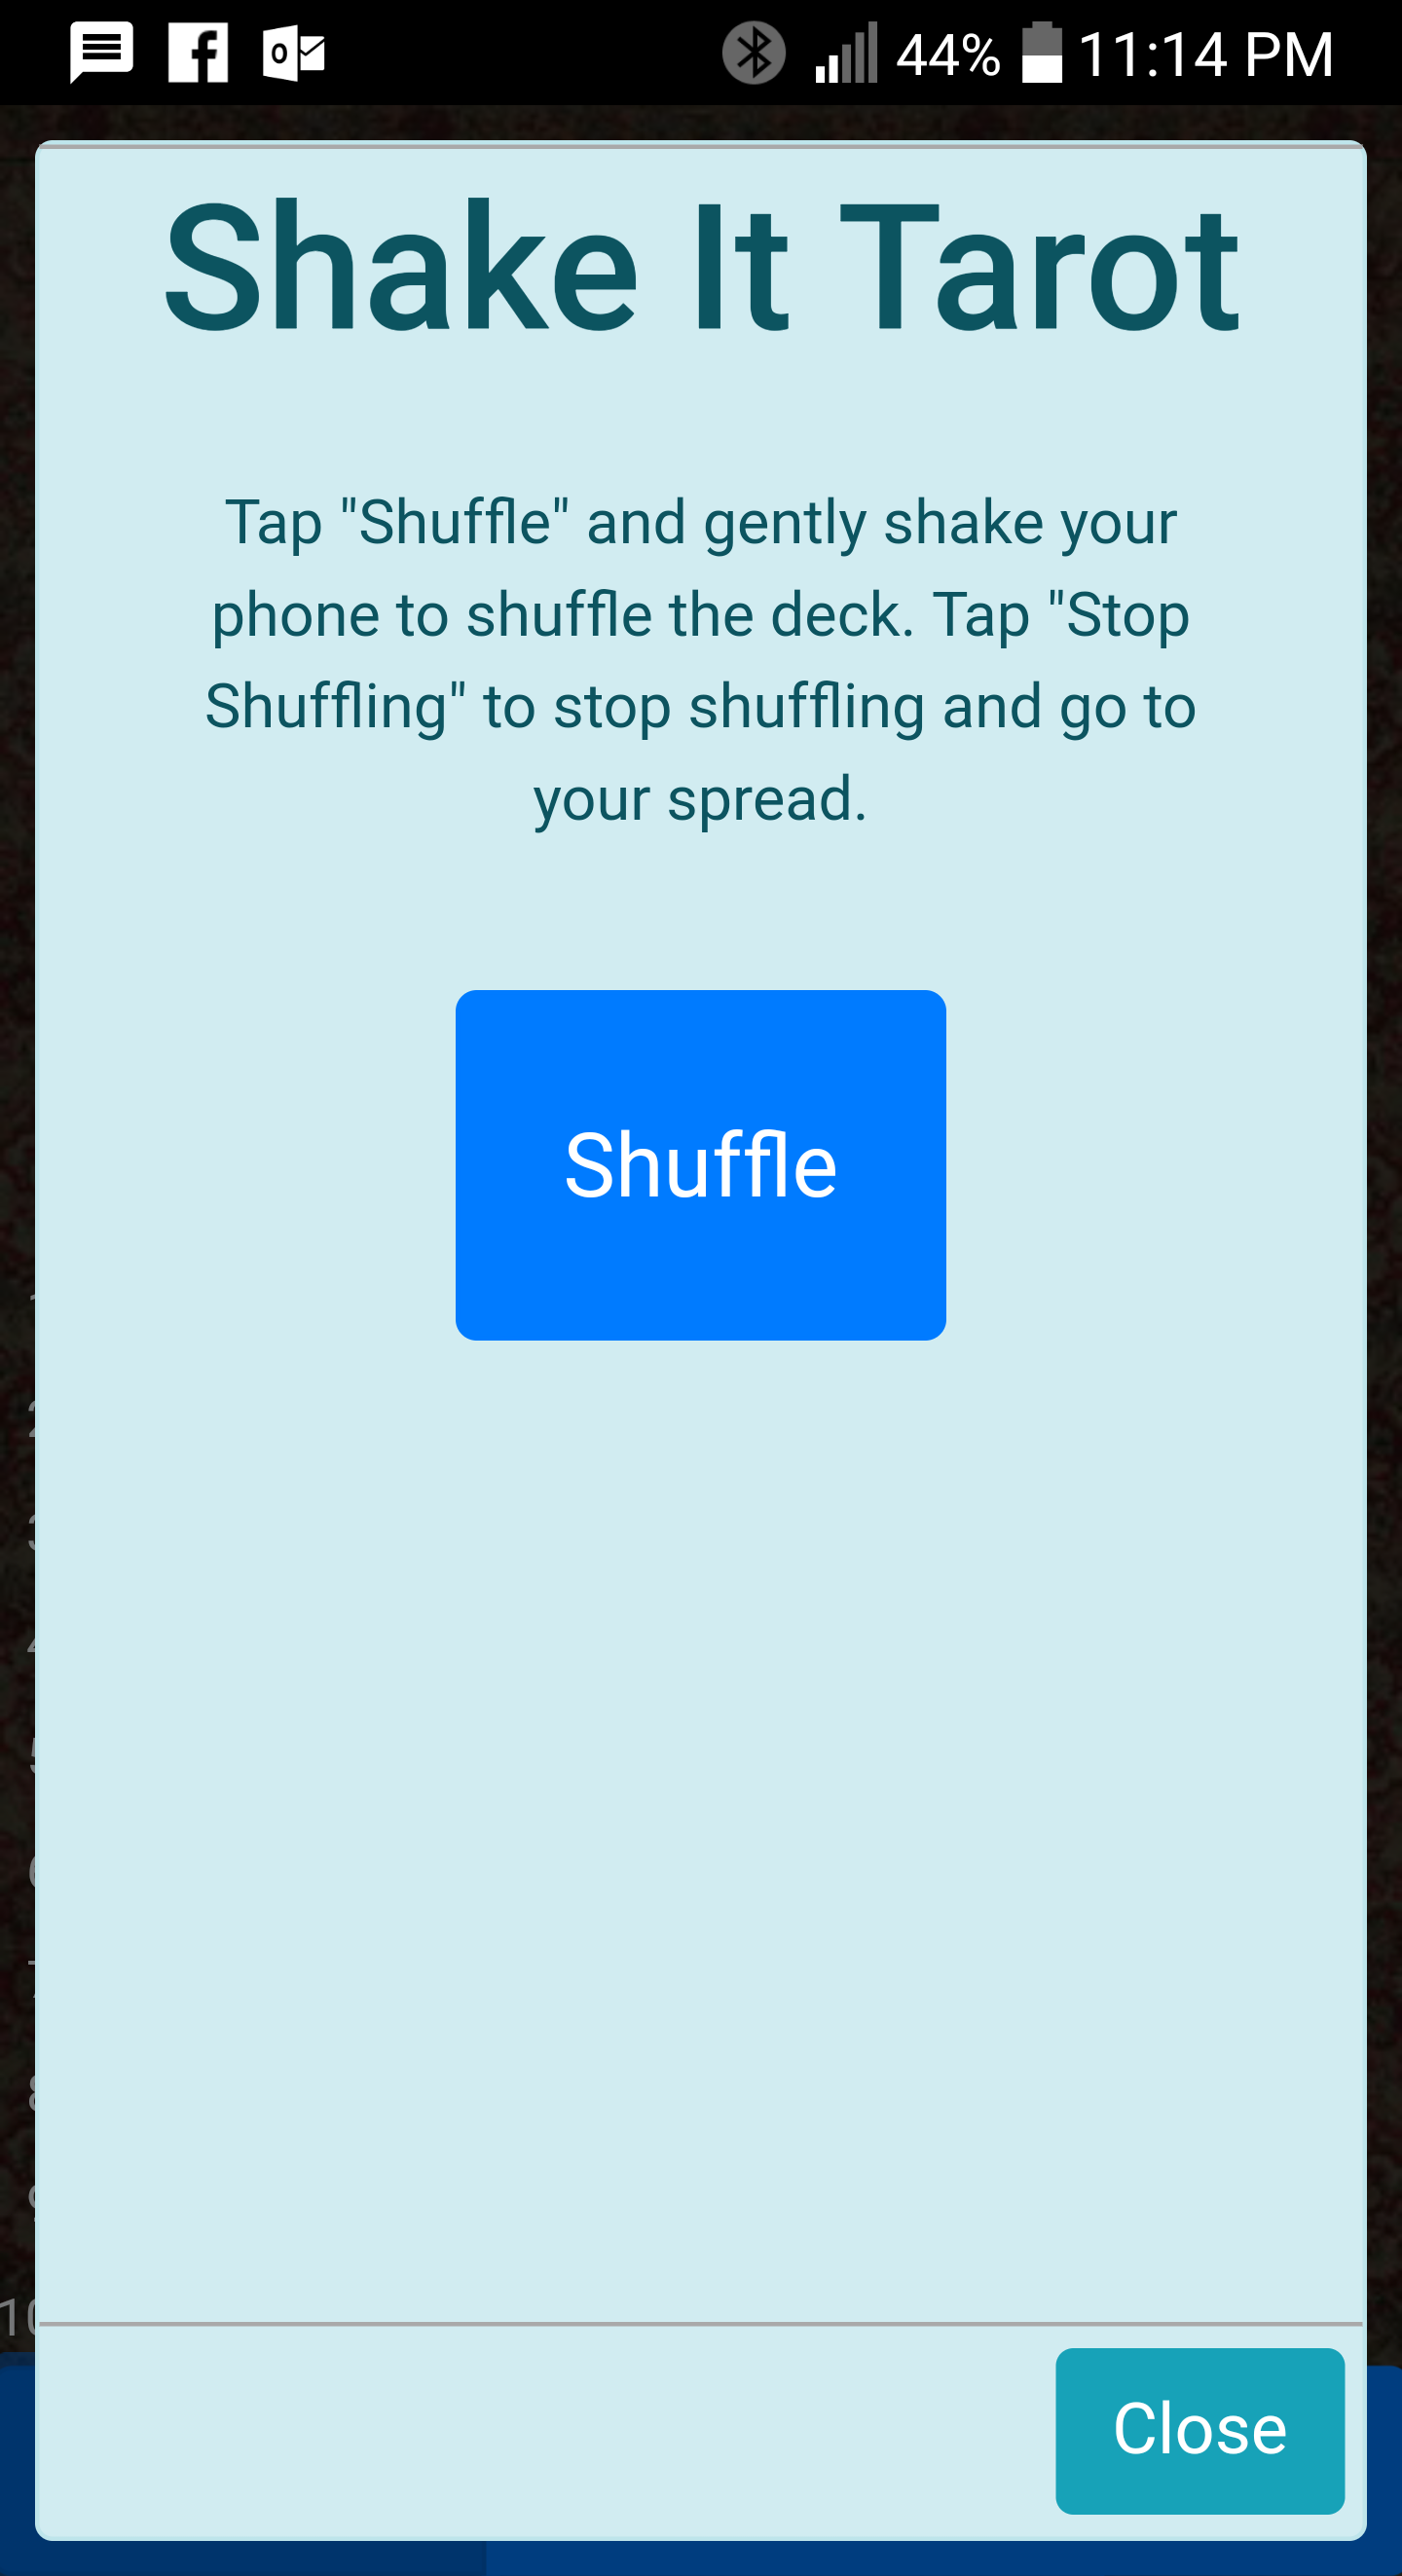 44% 11:14 PM
Shake It Tarot
Tap "Shuffle" and gently shake your
phone to shuffle the deck. Tap "Stop
Shuffling" to stop shuffling and go to
your spread.
Shuffle
10
Close